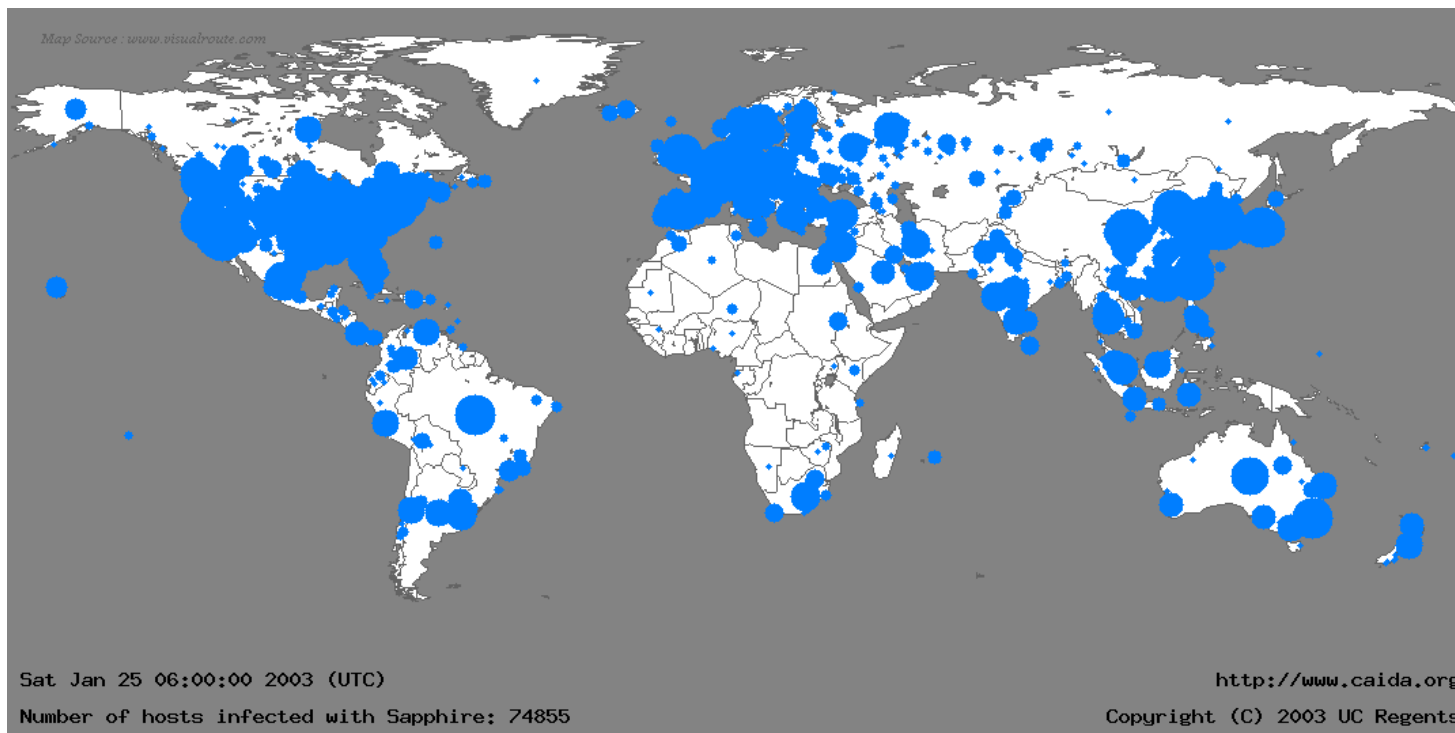 Map Source : www.visualroute.com
Sat Jan 25 06:00:00 2003 (UTC)
http://www.caida.org
Number of hosts infected with Sapphire: 74855
Copyright (C) 2003 UC Regents